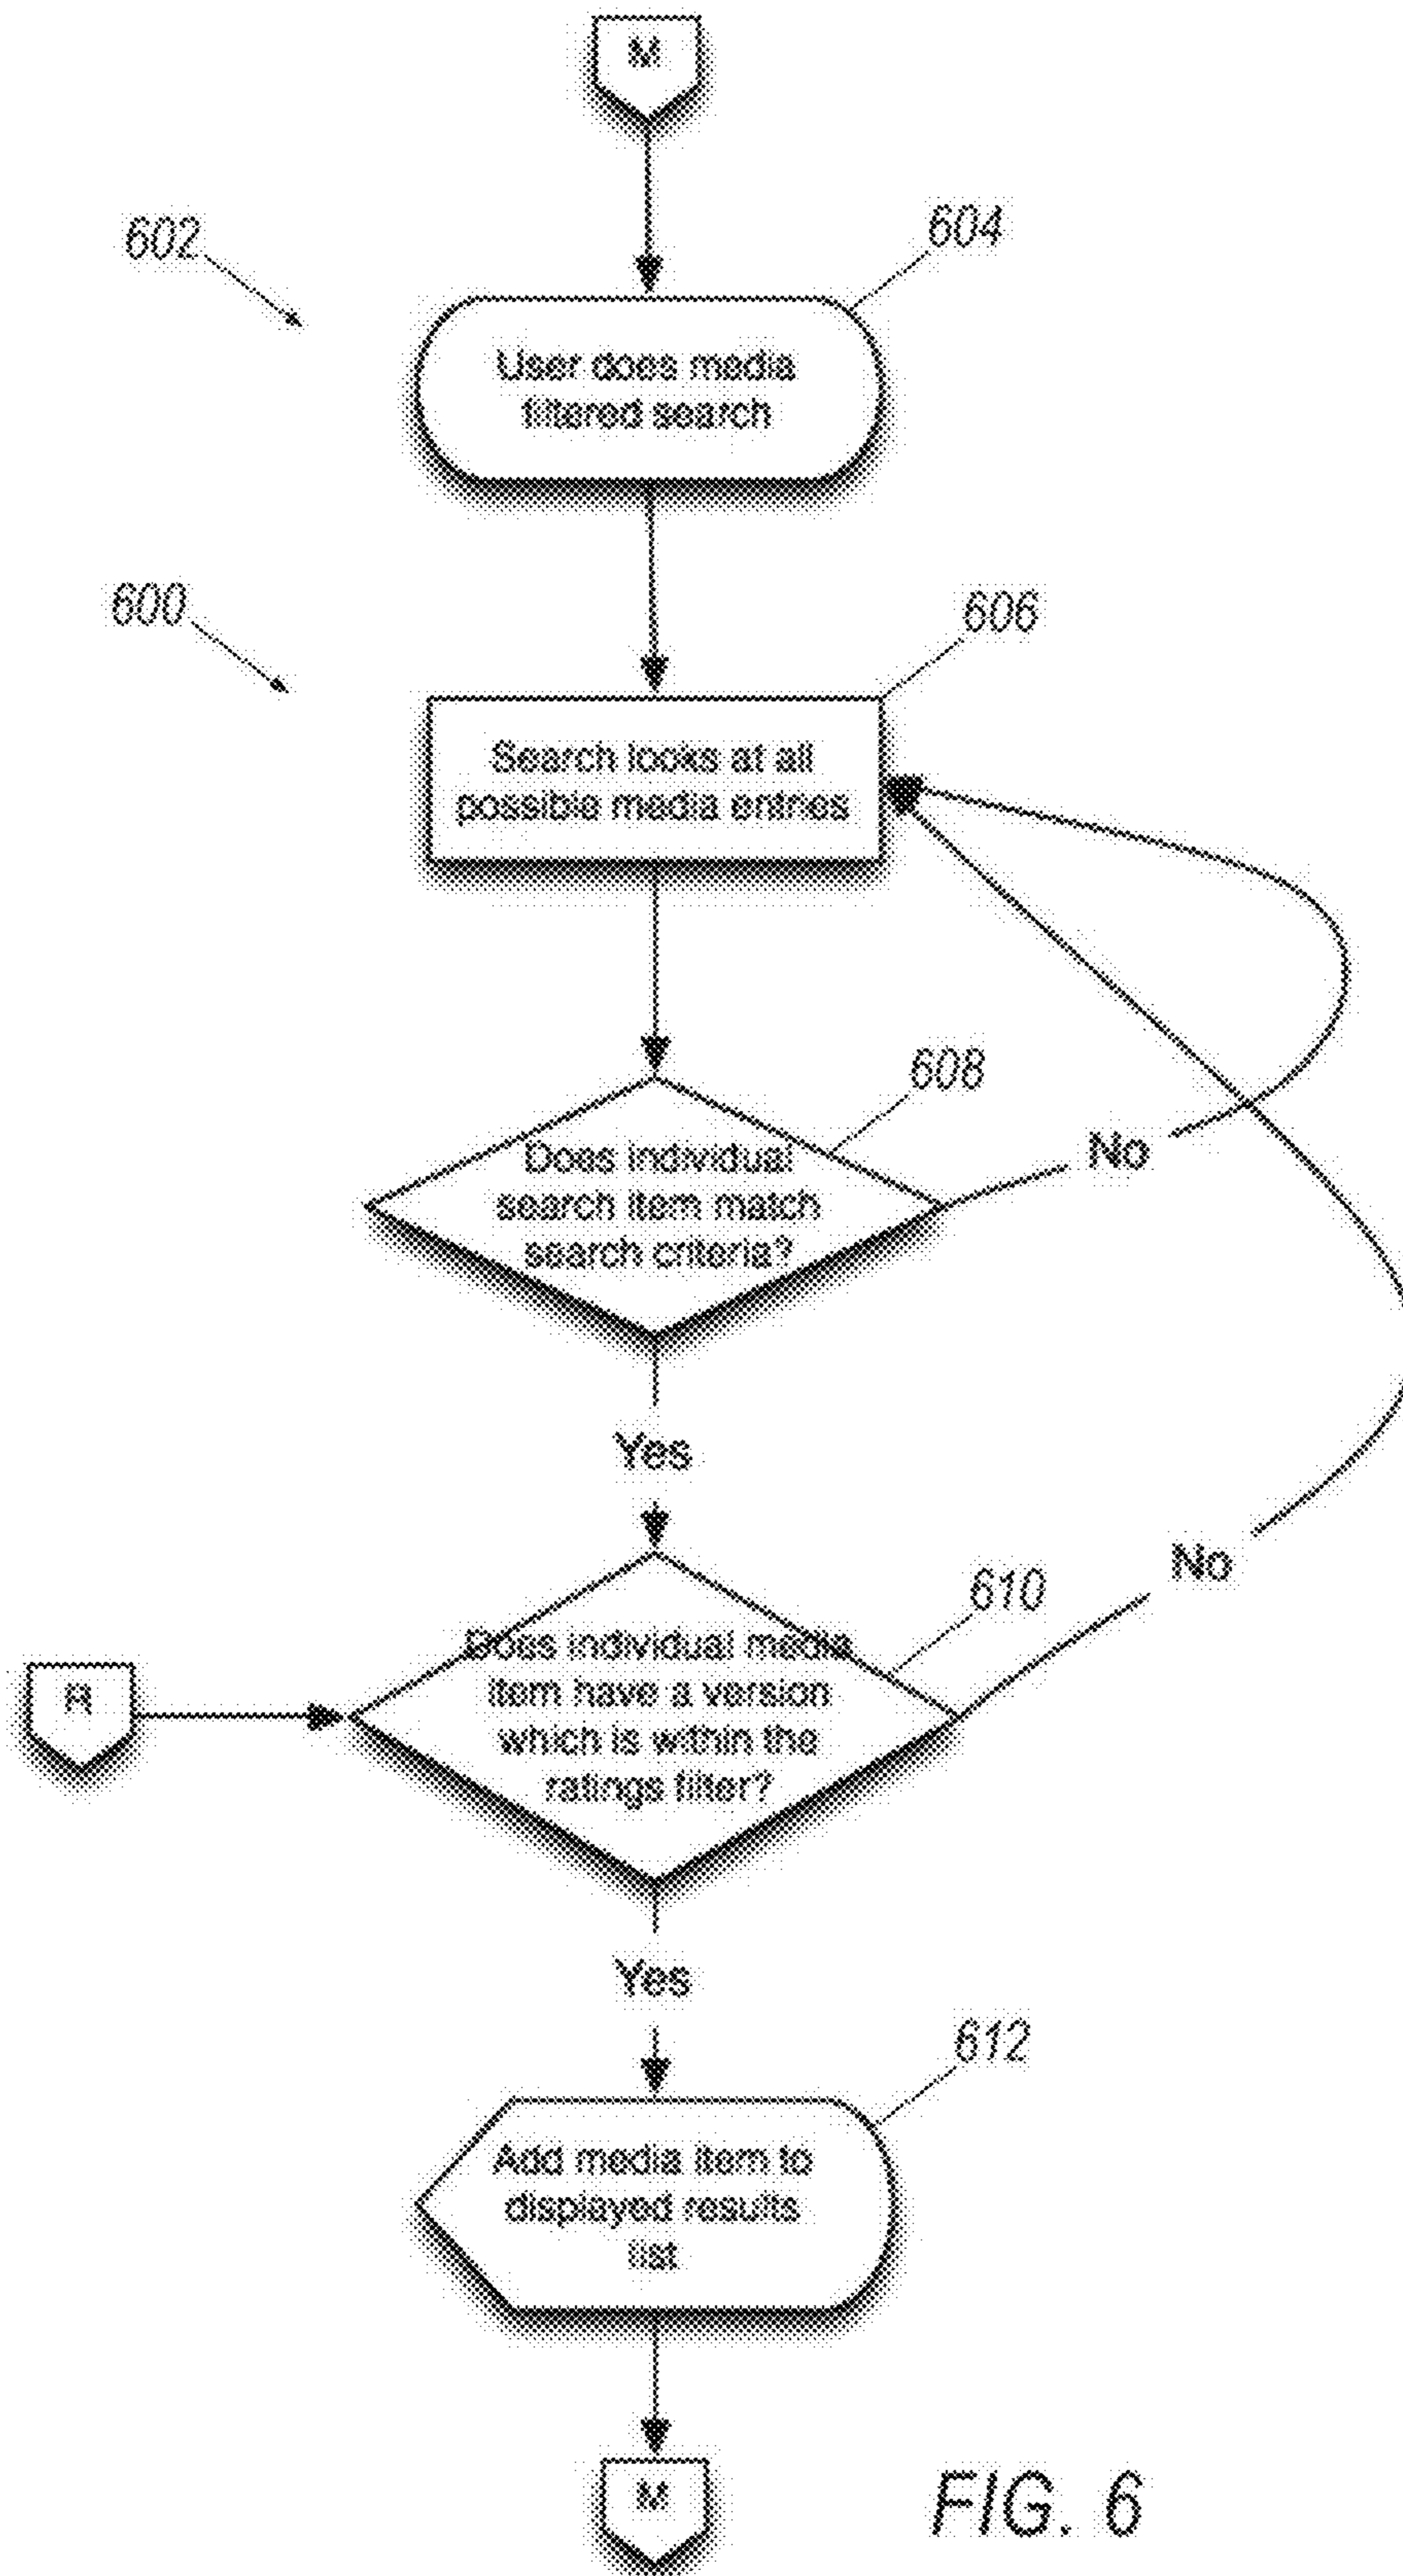 M
602
604
User does media
filtered search
600
606
Search looks at all
possible media entries
608
Does individual
search item match
search criteria?
No
Yes
No
610
Does individual media
item have a version
which is within the
ratings filter?
R
Yes
612
Add media item to
displayed results
list
M
FIG. 6